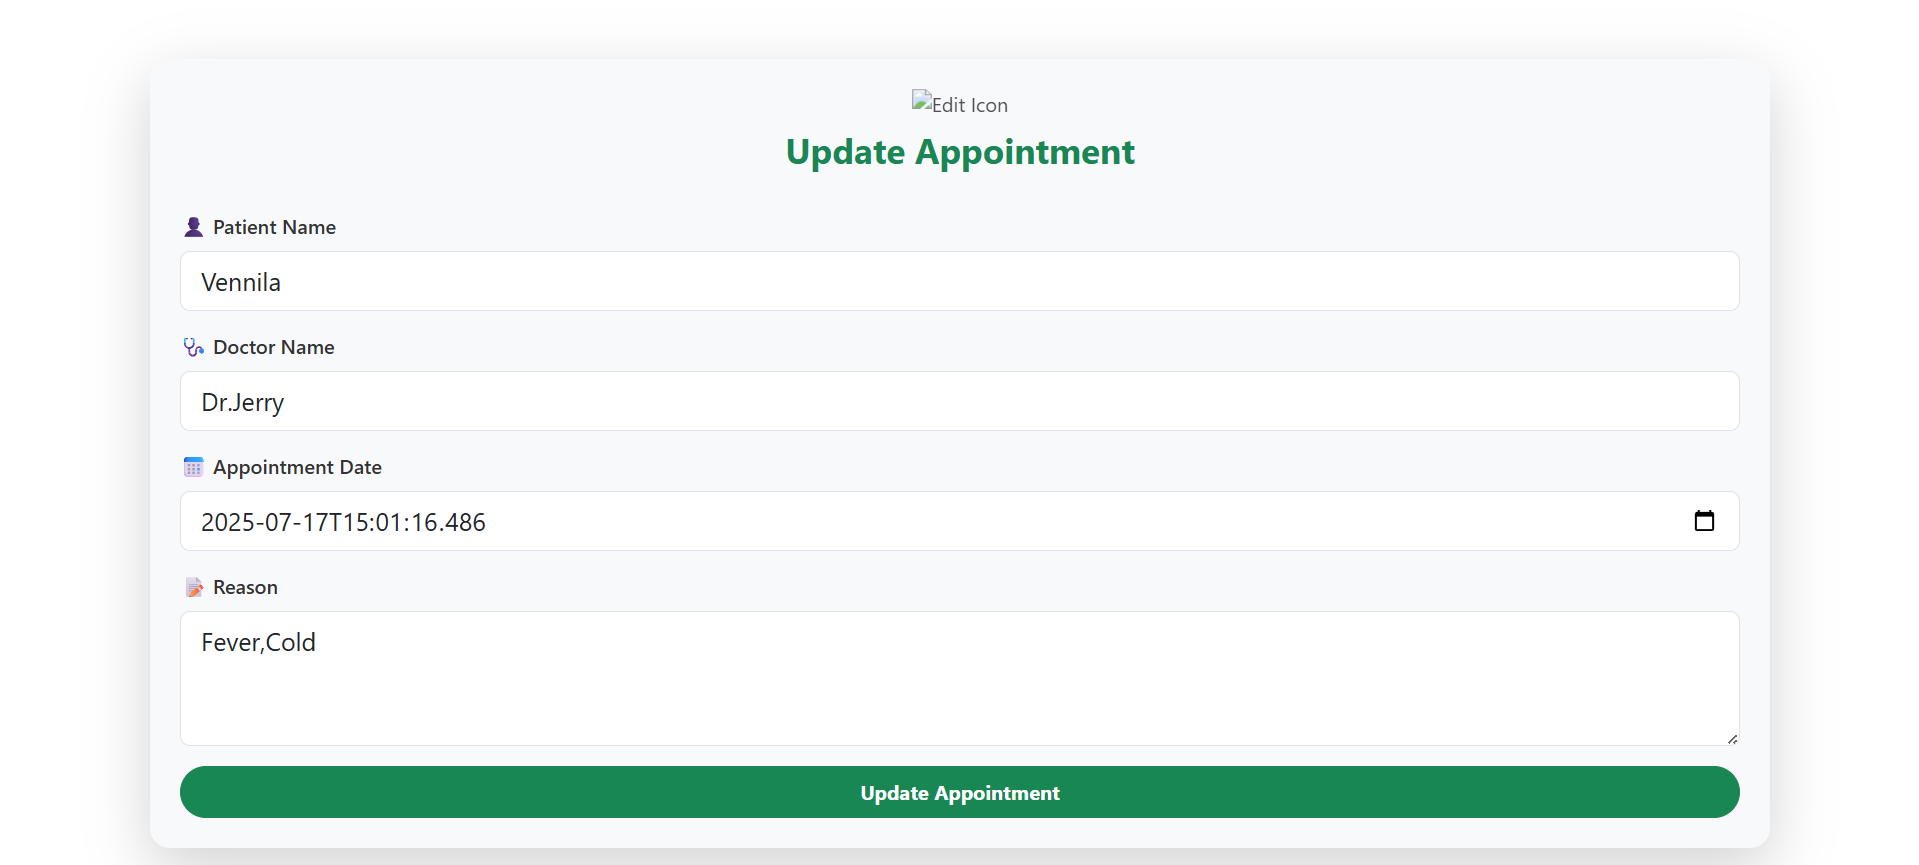 Edit Icon
Update Appointment
Patient Name
Vennila
Doctor Name
Dr.Jerry
Appointment Date
2025-07-17T15:01:16.486
Reason
Fever,Cold
Update Appointment